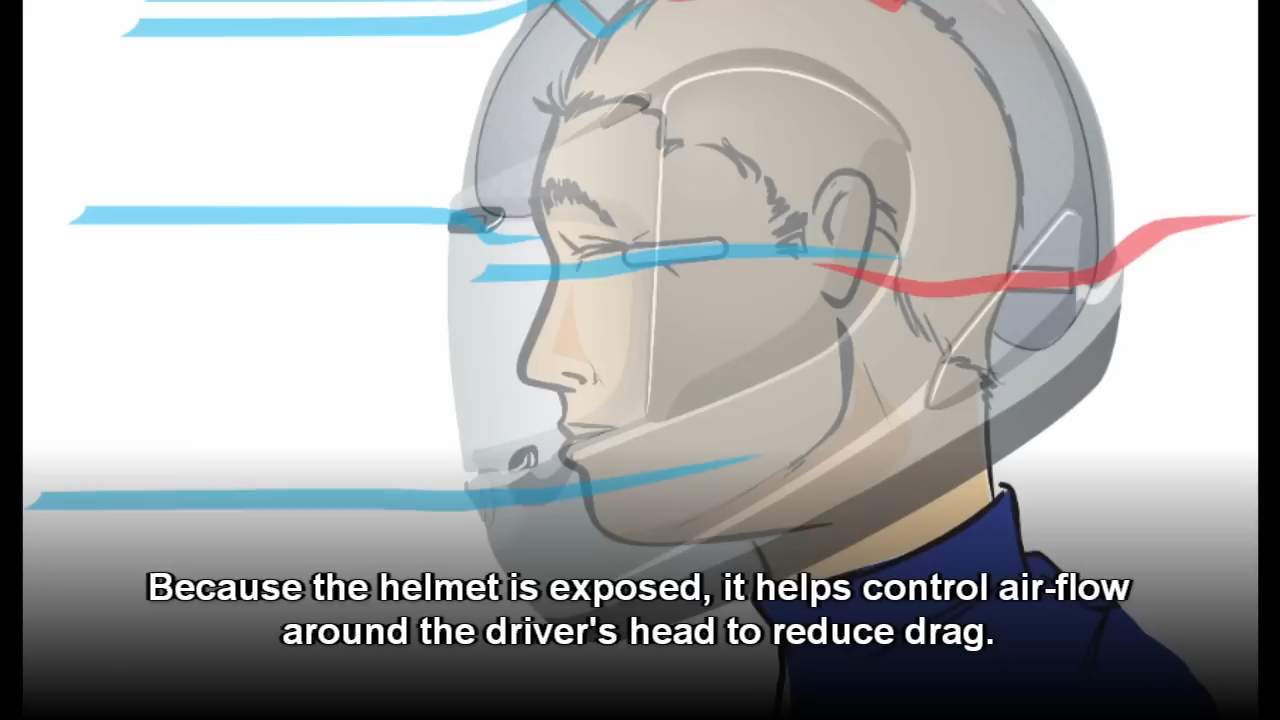 Because the helmet is exposed, it helps control air-flow
around the driver's head to reduce drag.